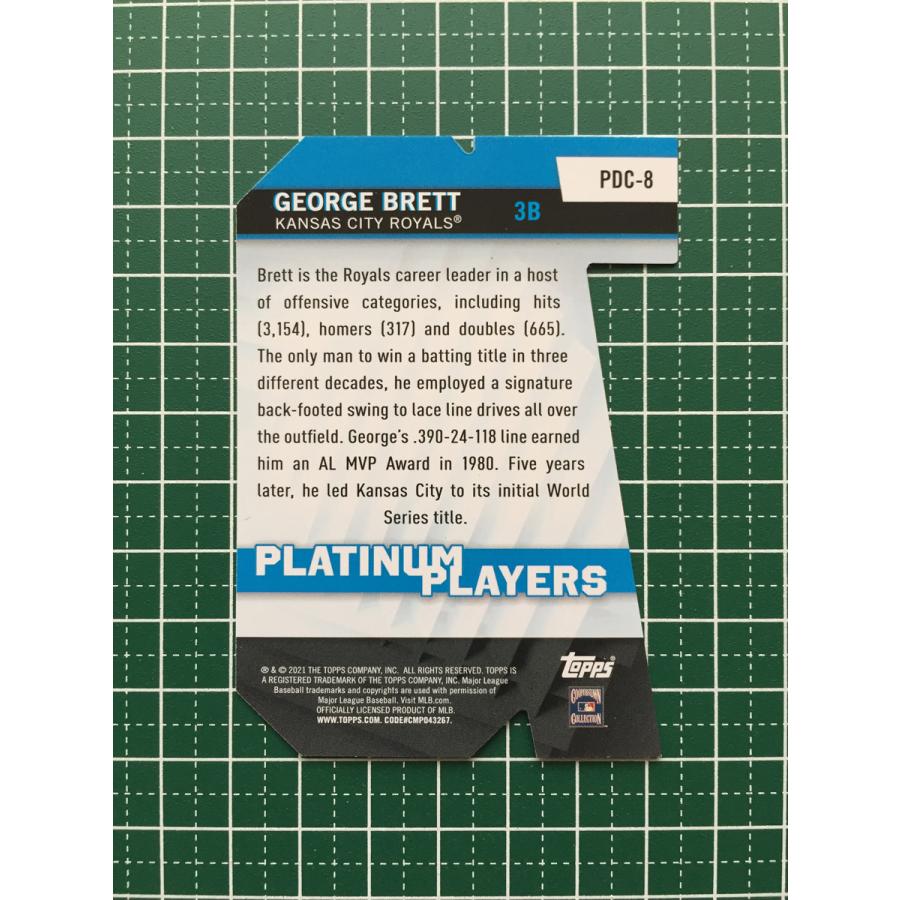 PDC-8
GEORGE BRETT
KANSAS CITY ROYALS®
3B
Brett is the Royals career leader in a host
of offensive categories, including hits
(3,154), homers (317) and doubles (665).
The only man to win a batting title in three
different decades, he employed a signature
back-footed swing to lace line drives all over
the outfield. George's .390-24-118 line earned
him an AL MVP Award in 1980. Five years
later, he led Kansas City to its initial World
Series title.
PLATINUM
PLAYERS
® & © 2021 THE TOPPS COMPANY, INC. ALL RIGHTS RESERVED. TOPPS IS
A REGISTERED TRADEMARK OF THE TOPPS COMPANY, INC. Major League
Baseball trademarks and copyrights are used with permission of
Major League Baseball. Visit MLB.com.
OFFICIALLY LICENSED PRODUCT OF MLB.
WWW.TOPPS.COM. CODE#CMP043267.
topps®
COOPERSTOWN
COLLECTION